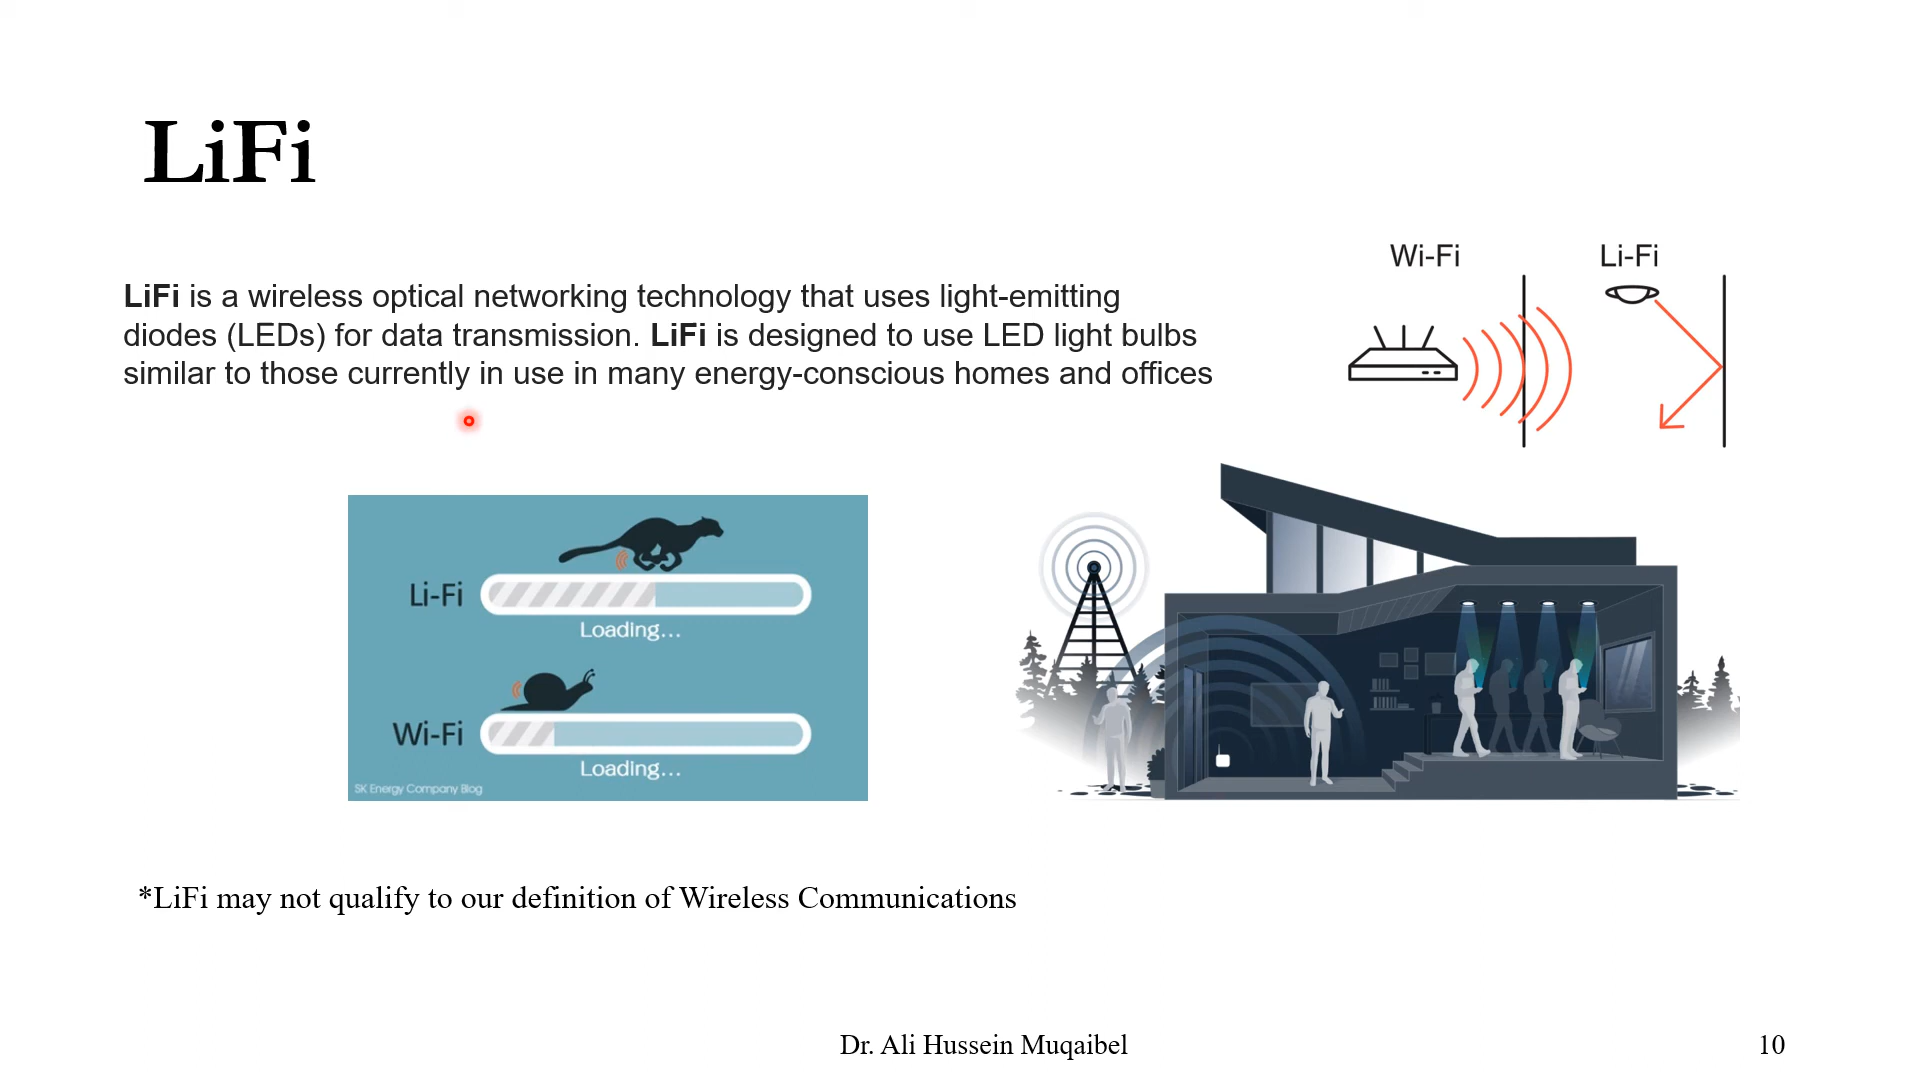 LiFi
LiFi is a wireless optical networking technology that uses light-emitting
diodes (LEDs) for data transmission. LiFi is designed to use LED light bulbs
similar to those currently in use in many energy-conscious homes and offices
Wi-Fi
Li-Fi
Li-Fi
Loading...
Wi-Fi
Loading...
SK Energy Company Blog
*LiFi may not qualify to our definition of Wireless Communications
Dr. Ali Hussein Muqaibel
10